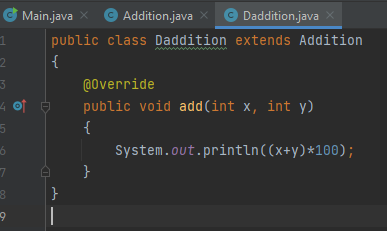 Main.java Addition.java Daddition.java
1 public class Daddition extends Addition
2 {
3 @Override
4 public void add(int x, int y)
5 {
6 System.out.println((x+y)*100);
7 }
8 }
9